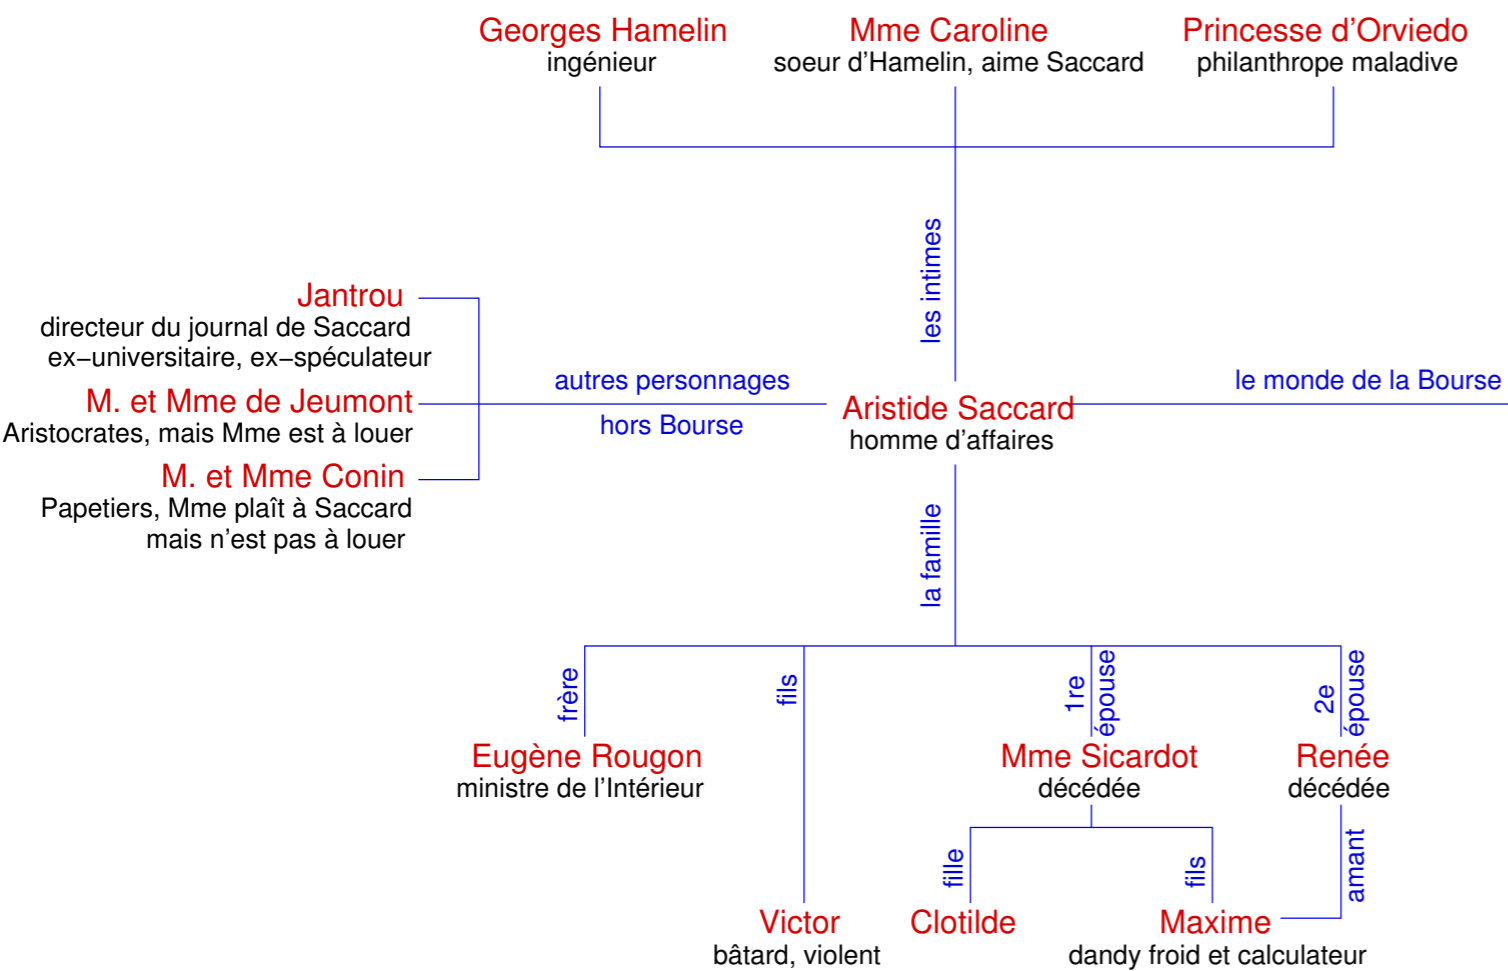 Georges Hamelin
ingénieur
Mme Caroline
soeur d'Hamelin, aime Saccard
Princesse d'Orviedo
philanthrope maladive
les intimes
Jantrou
directeur du journal de Saccard
ex−universitaire, ex−spéculateur
M. et Mme de Jeumont
Aristocrates, mais Mme est à louer
M. et Mme Conin
Papetiers, Mme plaît à Saccard
mais n'est pas à louer
autres personnages
hors Bourse
Aristide Saccard
homme d'affaires
le monde de la Bourse
la famille
frère
Eugène Rougon
ministre de l'Intérieur
fils
Victor
bâtard, violent
1re
épouse
Mme Sicardot
décédée
2e
épouse
Renée
décédée
fille
Clotilde
fils
Maxime
dandy froid et calculateur
amant